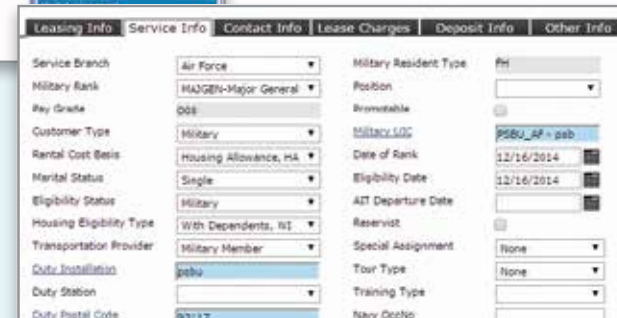 Leasing Info Service Info Contact Info Lease Charges Deposit Info Other Info
Service Branch Air Force Military Resident Type FH
Military Rank MAJGEN-Major General Position
Pay Grade O08 Promotable
Customer Type Military Military LOC PSBU_AF - psb
Rental Cost Basis Housing Allowance, HA Date of Rank 12/16/2014
Marital Status Single Eligibility Date 12/16/2014
Eligibility Status Military AIT Departure Date
Housing Eligibility Type With Dependents, WI Reservist
Transportation Provider Military Member Special Assignment None
Duty Installation psbu Tour Type None
Duty Station Training Type
Duty Postal Code Navy OccNo